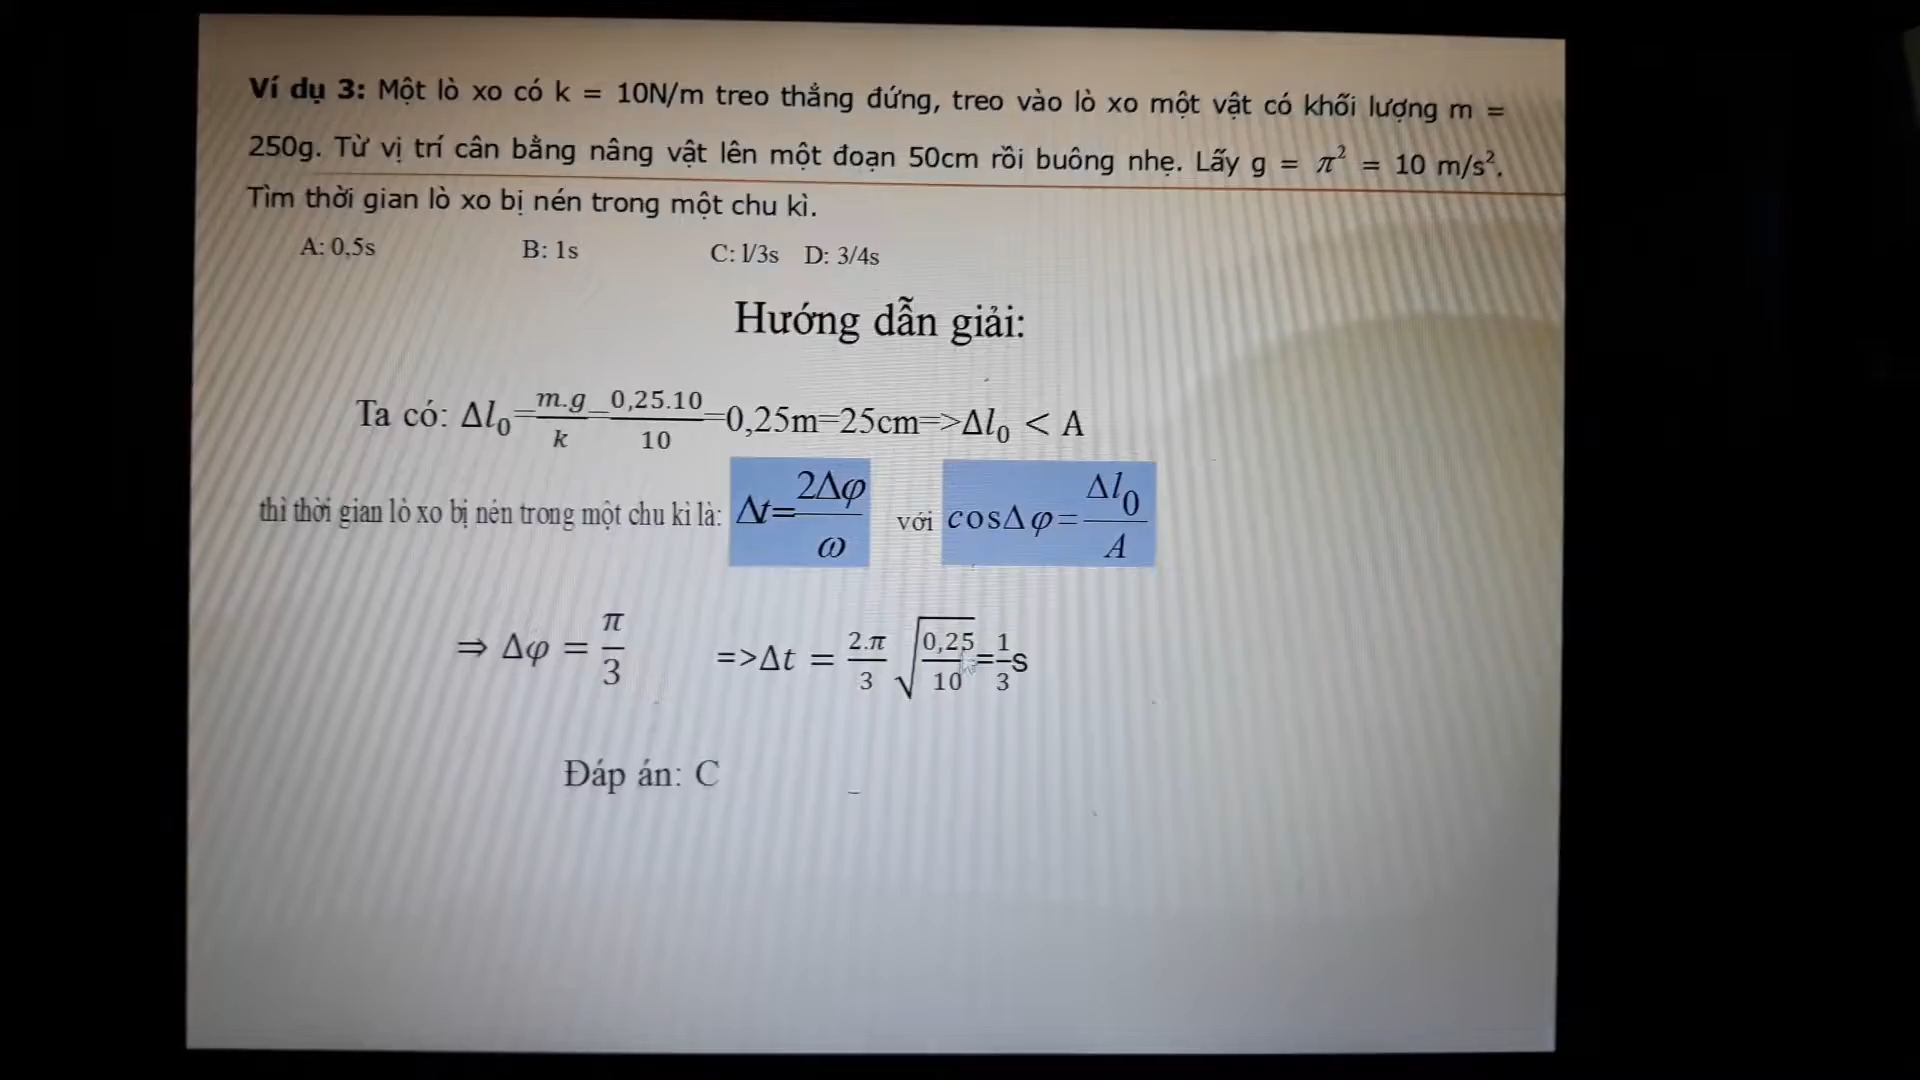 Ví dụ 3: Một lò xo có k = 10N/m treo thẳng đứng, treo vào lò xo một vật có khối lượng m =
250g. Từ vị trí cân bằng nâng vật lên một đoạn 50cm rồi buông nhẹ. Lấy g = π² = 10 m/s².
Tìm thời gian lò xo bị nén trong một chu kì.
A: 0,5s B: 1s C: 1/3s D: 3/4s
Hướng dẫn giải:
Ta có: Δl₀=m.g/k=0,25.10/10=0,25m=25cm=>Δl₀ < A
thì thời gian lò xo bị nén trong một chu kì là: Δt=2Δφ/ω với cosΔφ=Δl₀/A
⇒ Δφ = π/3 =>Δt = 2.π/3 √(0,25/10)=1/3s
Đáp án: C